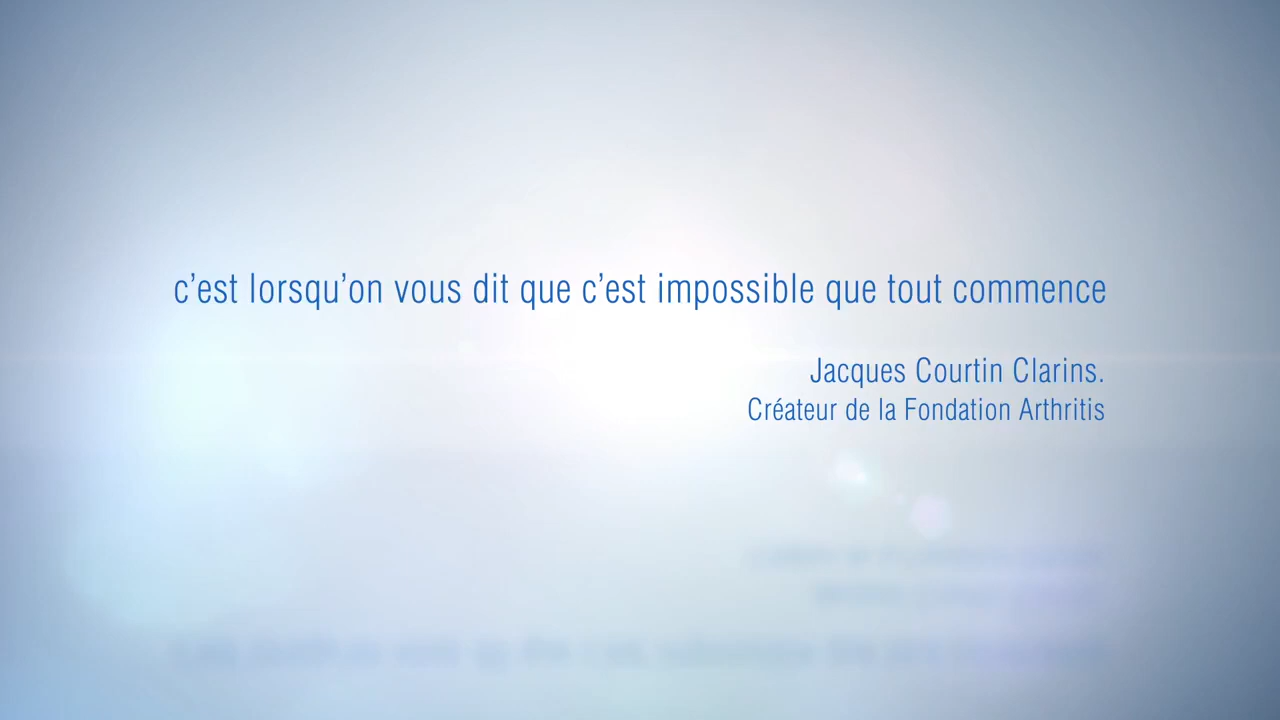 c’est lorsqu’on vous dit que c’est impossible que tout commence
Jacques Courtin Clarins.
Créateur de la Fondation Arthritis